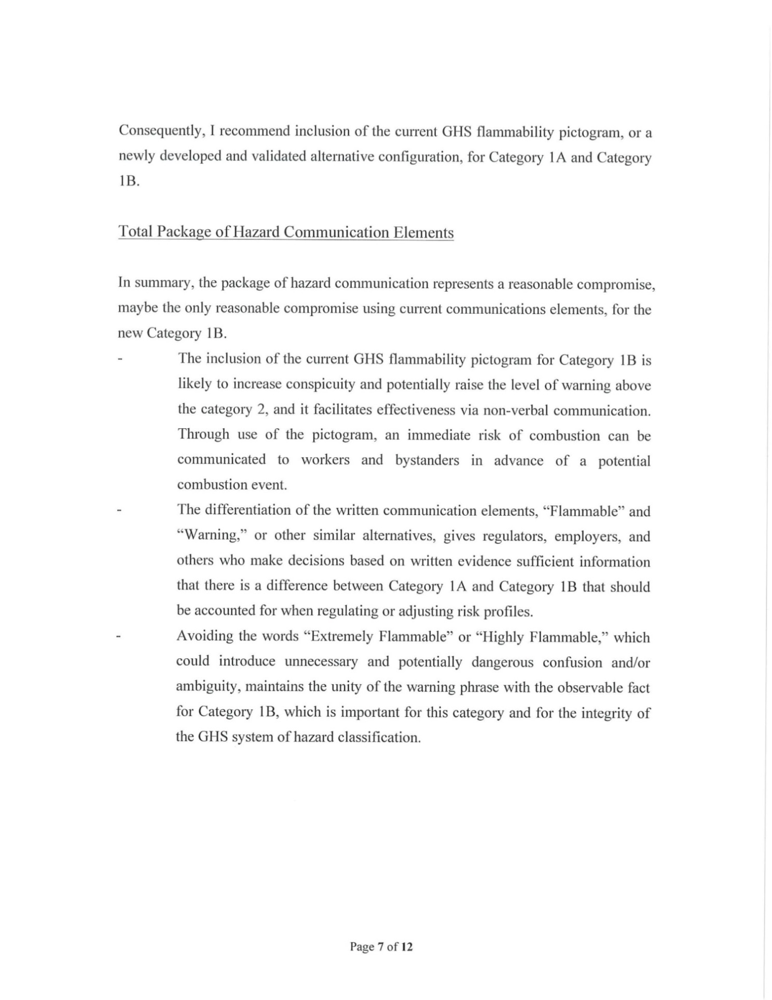 Consequently, I recommend inclusion of the current GHS flammability pictogram, or a
newly developed and validated alternative configuration, for Category 1A and Category
1B.
Total Package of Hazard Communication Elements
In summary, the package of hazard communication represents a reasonable compromise,
maybe the only reasonable compromise using current communications elements, for the
new Category 1B.
- The inclusion of the current GHS flammability pictogram for Category 1B is
likely to increase conspicuity and potentially raise the level of warning above
the category 2, and it facilitates effectiveness via non-verbal communication.
Through use of the pictogram, an immediate risk of combustion can be
communicated to workers and bystanders in advance of a potential
combustion event.
- The differentiation of the written communication elements, “Flammable” and
“Warning,” or other similar alternatives, gives regulators, employers, and
others who make decisions based on written evidence sufficient information
that there is a difference between Category 1A and Category 1B that should
be accounted for when regulating or adjusting risk profiles.
- Avoiding the words “Extremely Flammable” or “Highly Flammable,” which
could introduce unnecessary and potentially dangerous confusion and/or
ambiguity, maintains the unity of the warning phrase with the observable fact
for Category 1B, which is important for this category and for the integrity of
the GHS system of hazard classification.
Page 7 of 12